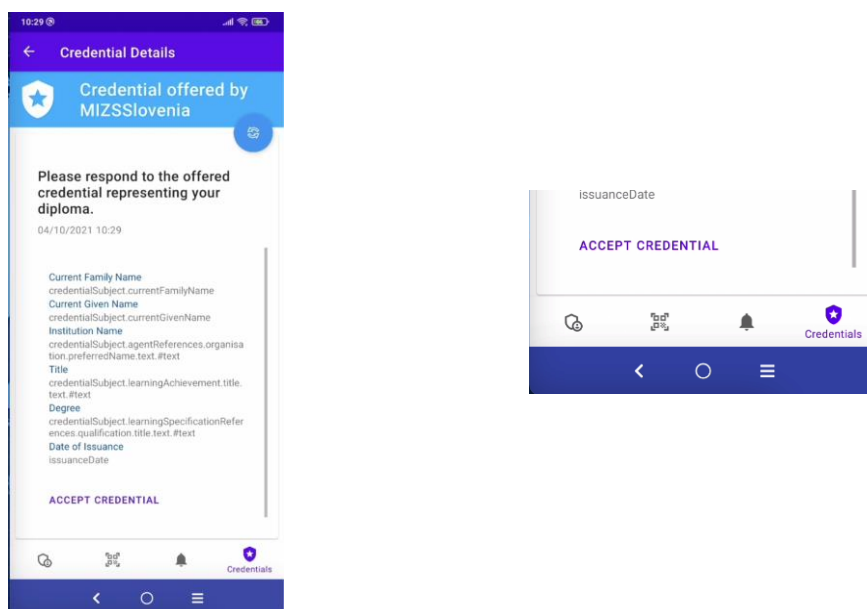 10:29
Credential Details
Credential offered by
MIZSSlovenia
Please respond to the offered
credential representing your
diploma.
04/10/2021 10:29
Current Family Name
credentialSubject.currentFamilyName
Current Given Name
credentialSubject.currentGivenName
Institution Name
credentialSubject.agentReferences.organisa
tion.preferredName.text.#text
Title
credentialSubject.learningAchievement.title.
text.#text
Degree
credentialSubject.learningSpecificationRefer
ences.qualification.title.text.#text
Date of Issuance
issuanceDate
ACCEPT CREDENTIAL
Credentials
issuanceDate
ACCEPT CREDENTIAL
Credentials